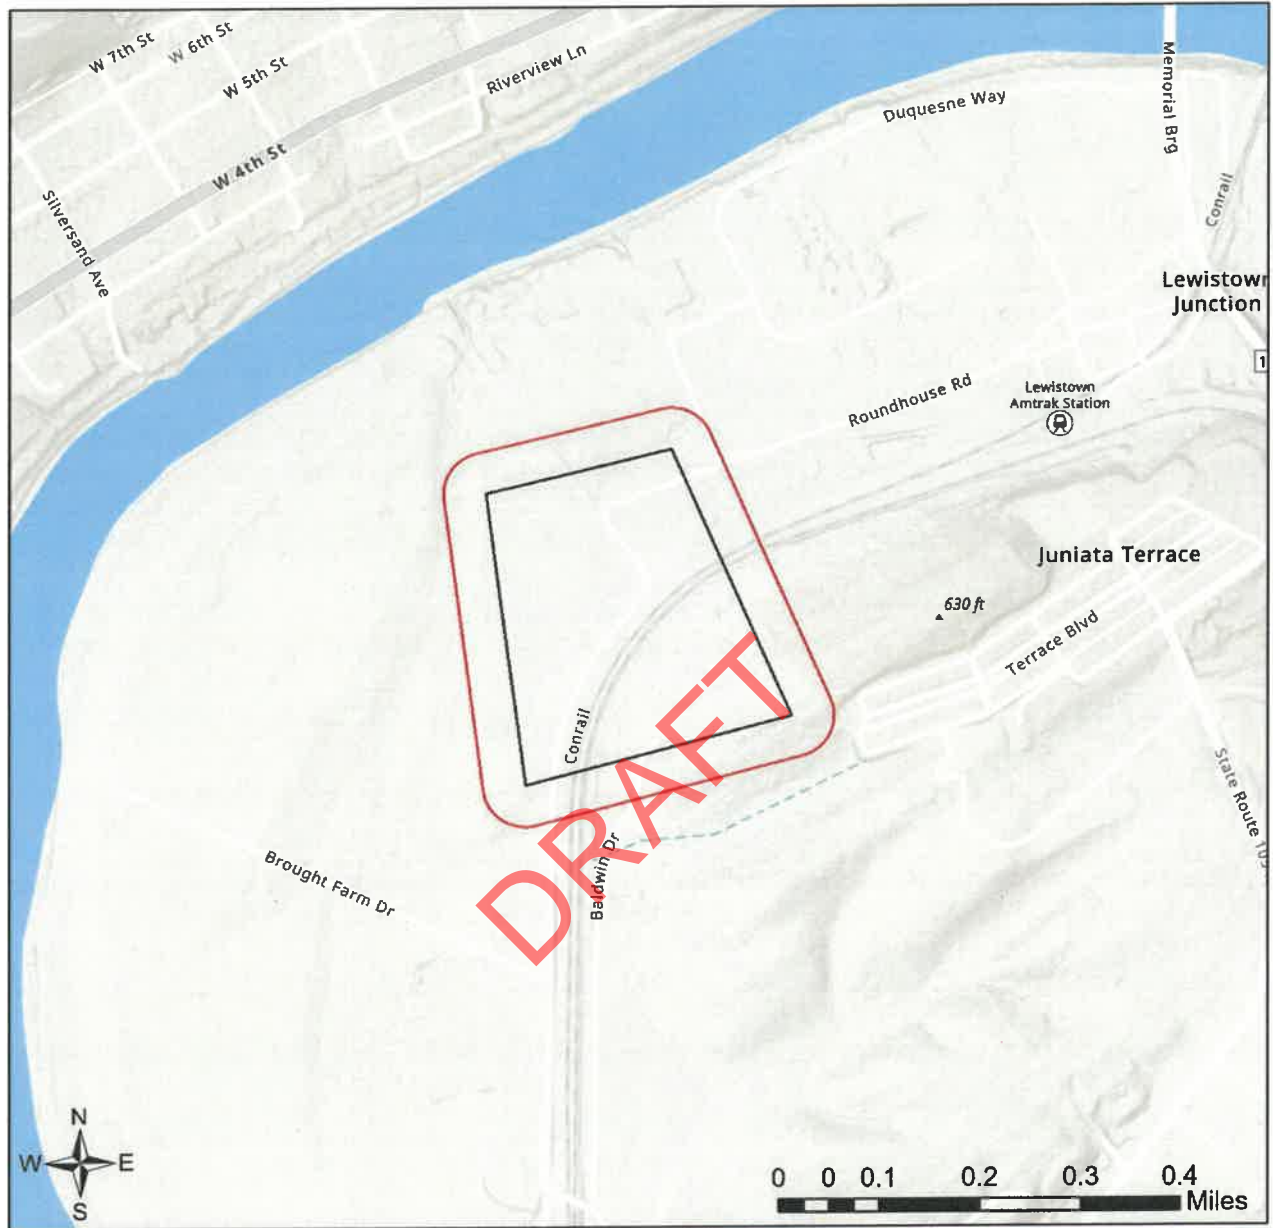 W 7th St
W 6th St
W 5th St
Riverview Ln
W 4th St
Silversand Ave
Duquesne Way
Memorial Brg
Conrail
Lewistown
Junction
1
Roundhouse Rd
Lewistown
Amtrak Station
Juniata Terrace
630 ft
Terrace Blvd
Conrail
DRAFT
State Route 103
Baldwin Dr
Brought Farm Dr
N
W E
S
0 0 0.1 0.2 0.3 0.4
Miles